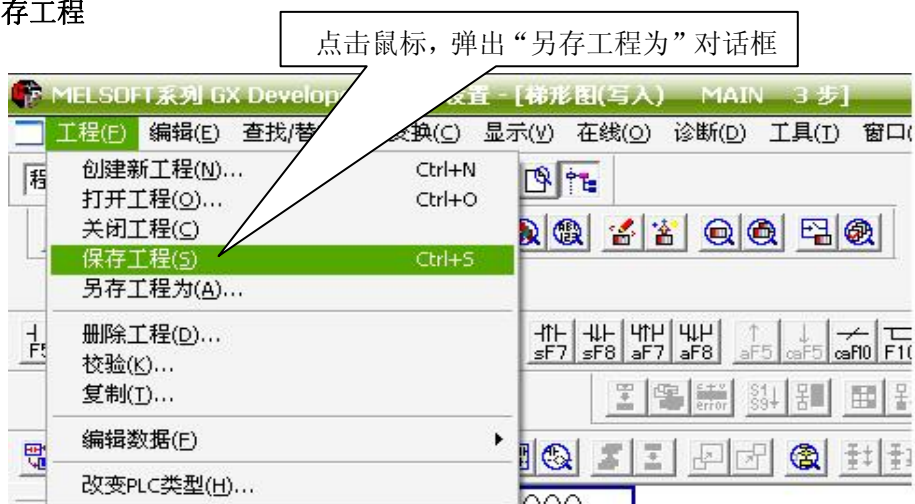 存工程
点击鼠标，弹出“另存工程为”对话框
MELSOFT系列 GX Develop 设置 - [梯形图(写入) MAIN 3 步]
工程(F) 编辑(E) 查找/替 变换(C) 显示(V) 在线(O) 诊断(D) 工具(T) 窗口(
创建新工程(N)... Ctrl+N
程
打开工程(O)... Ctrl+O
关闭工程(C)
保存工程(S) Ctrl+S
另存工程为(A)...
删除工程(D)...
F5 sF7 sF8 aF7 aF8 aF5 caF5 caF10 F10
校验(K)...
复制(T)...
error S1 S9
编辑数据(F)
改变PLC类型(H)...